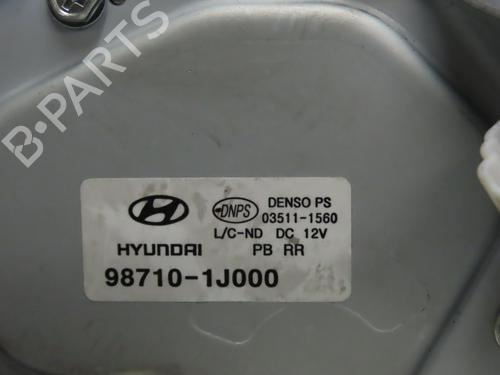 B-PARTS
DNPS
DENSO PS
03511-1560
L/C-ND DC 12V
HYUNDAI PB RR
98710-1J000